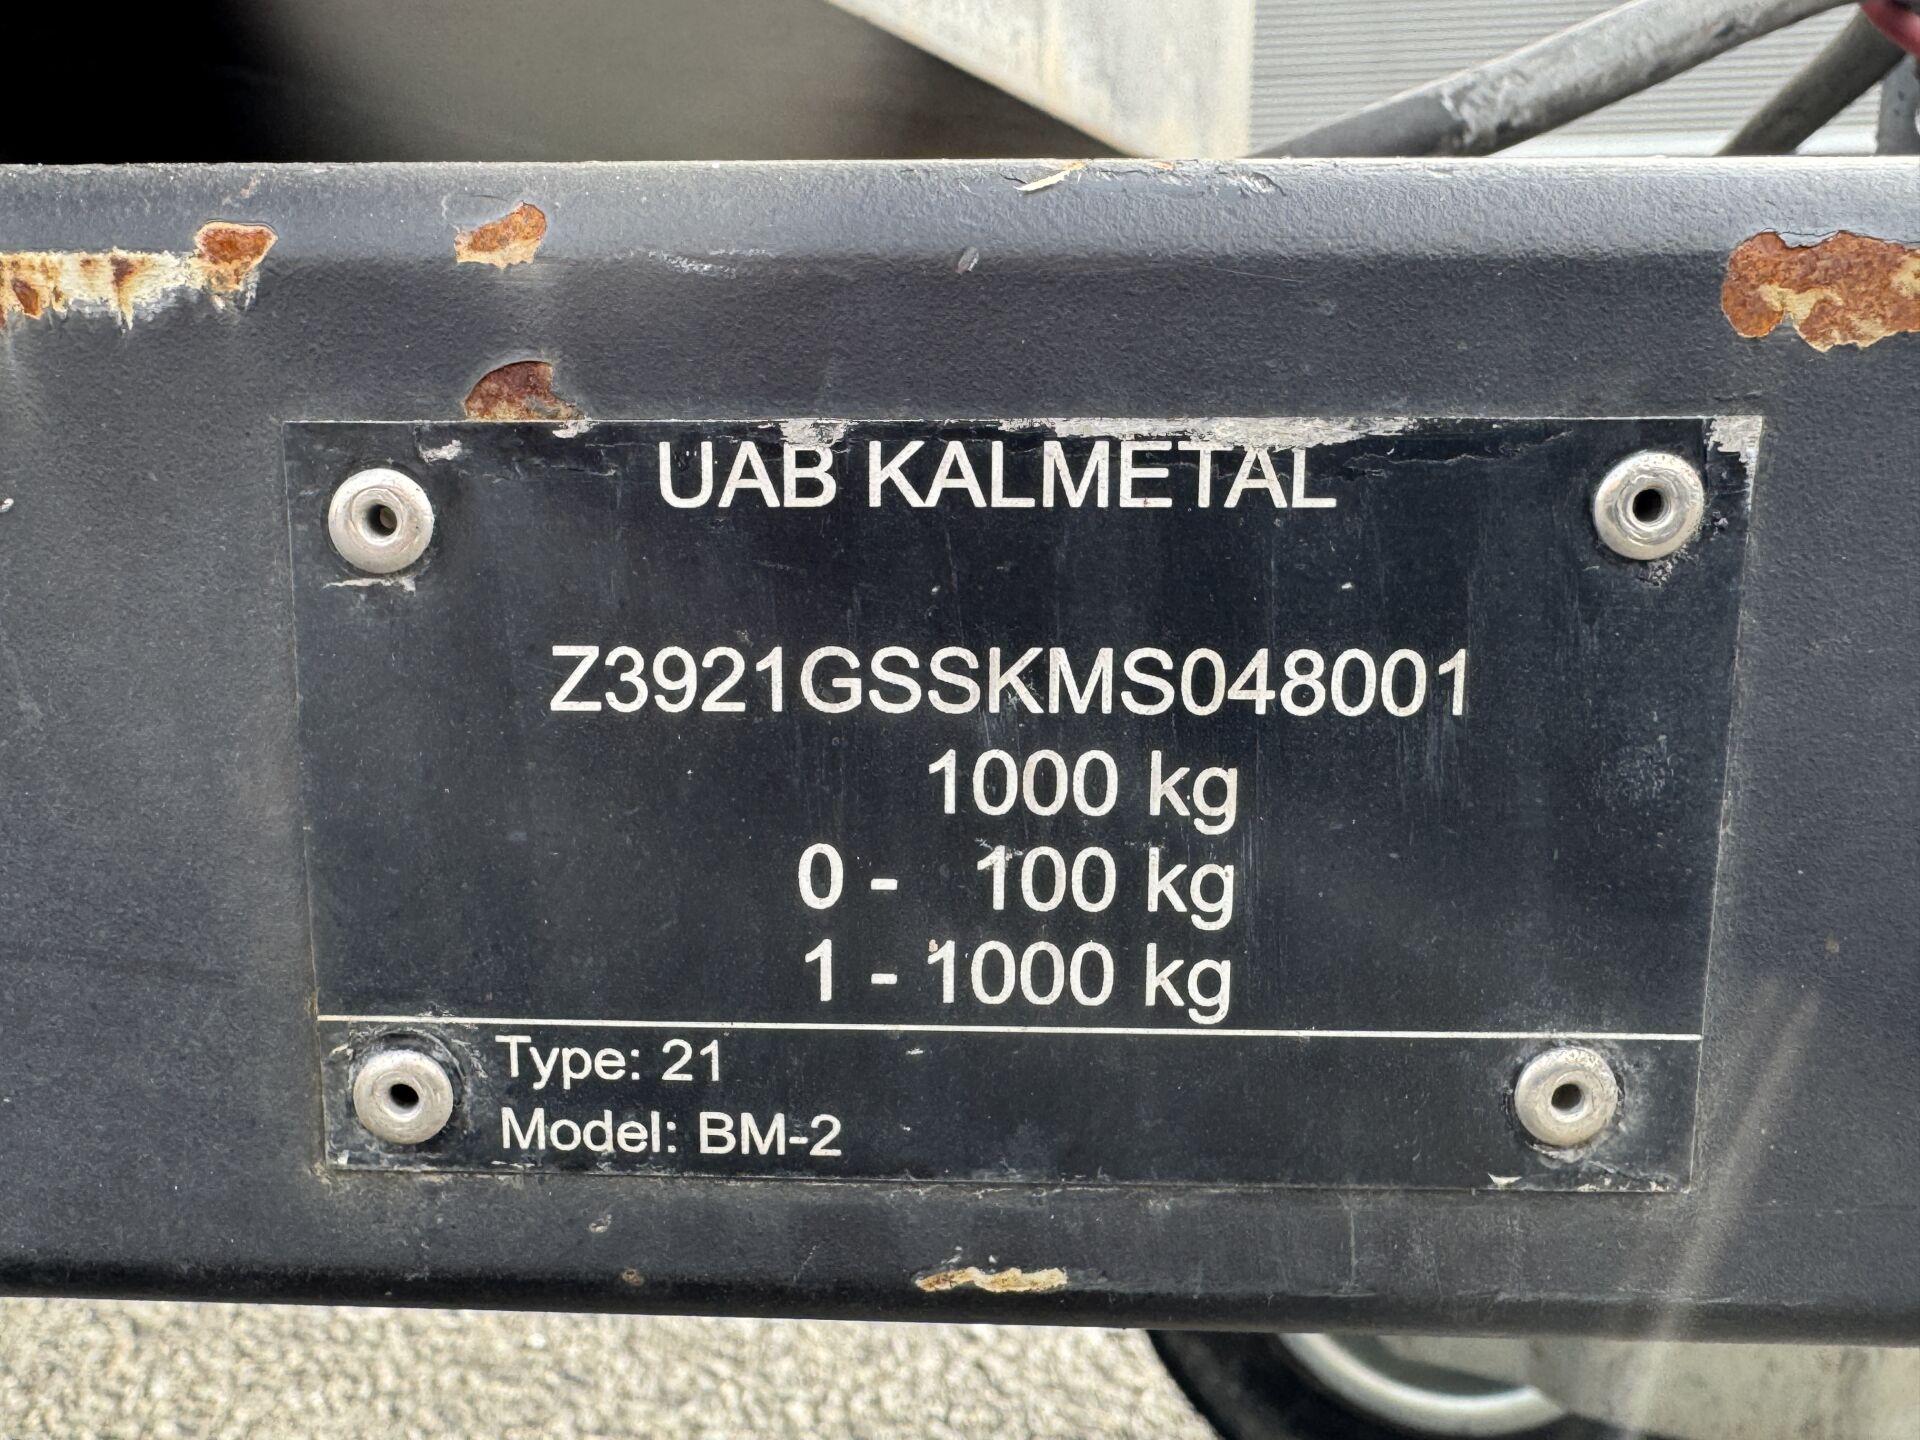 UAB KALMETAL
Z3921GSSKMS048001
1000 kg
0 - 100 kg
1 - 1000 kg
Type: 21
Model: BM-2